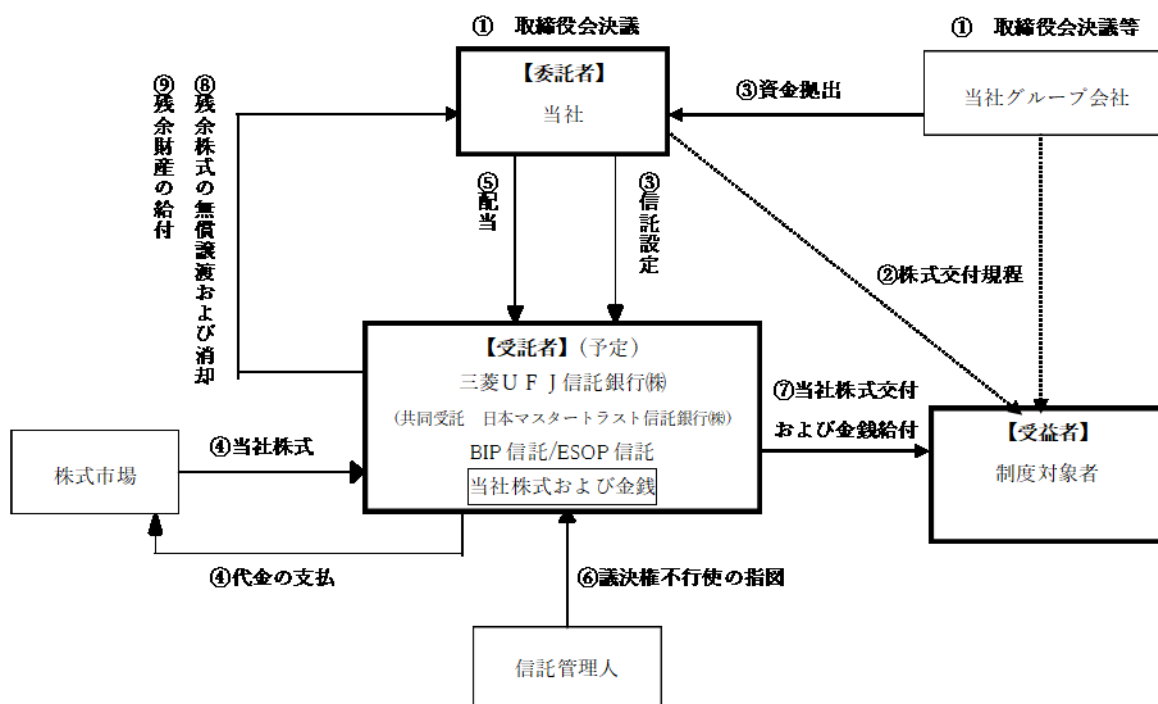 ① 取締役会決議
① 取締役会決議等
【委託者】
当社
③資金拠出
当社グループ会社
⑨残余財産の給付
⑧残余株式の無償譲渡および消却
⑤配当
③信託設定
②株式交付規程
【受託者】(予定)
三菱ＵＦＪ信託銀行㈱
(共同受託 日本マスタートラスト信託銀行㈱)
BIP信託/ESOP信託
当社株式および金銭
⑦当社株式交付
および金銭給付
【受益者】
制度対象者
株式市場
④当社株式
④代金の支払
⑥議決権不行使の指図
信託管理人